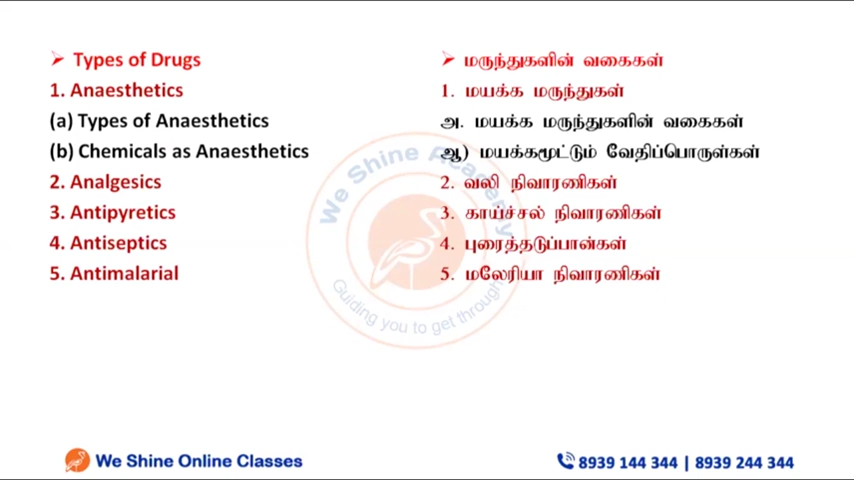 ➢ Types of Drugs
1. Anaesthetics
(a) Types of Anaesthetics
(b) Chemicals as Anaesthetics
2. Analgesics
3. Antipyretics
4. Antiseptics
5. Antimalarial
➢ மருந்துகளின் வகைகள்
1. மயக்க மருந்துகள்
அ. மயக்க மருந்துகளின் வகைகள்
ஆ) மயக்கமூட்டும் வேதிப்பொருள்கள்
2. வலி நிவாரணிகள்
3. காய்ச்சல் நிவாரணிகள்
4. புரைத்தடுப்பான்கள்
5. மலேரியா நிவாரணிகள்
We Shine Academy
Guiding you to get through
We Shine Online Classes
8939 144 344 | 8939 244 344